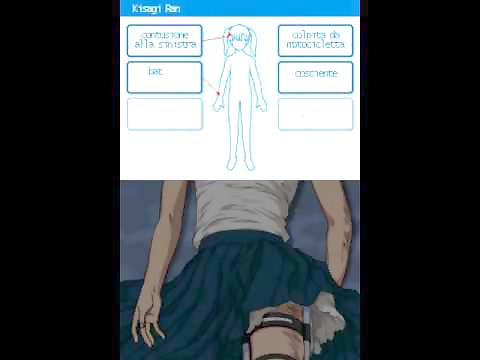 Kisagi Ran
contusione
alla sinistra
colpita da
motocicletta
bat
cosciente